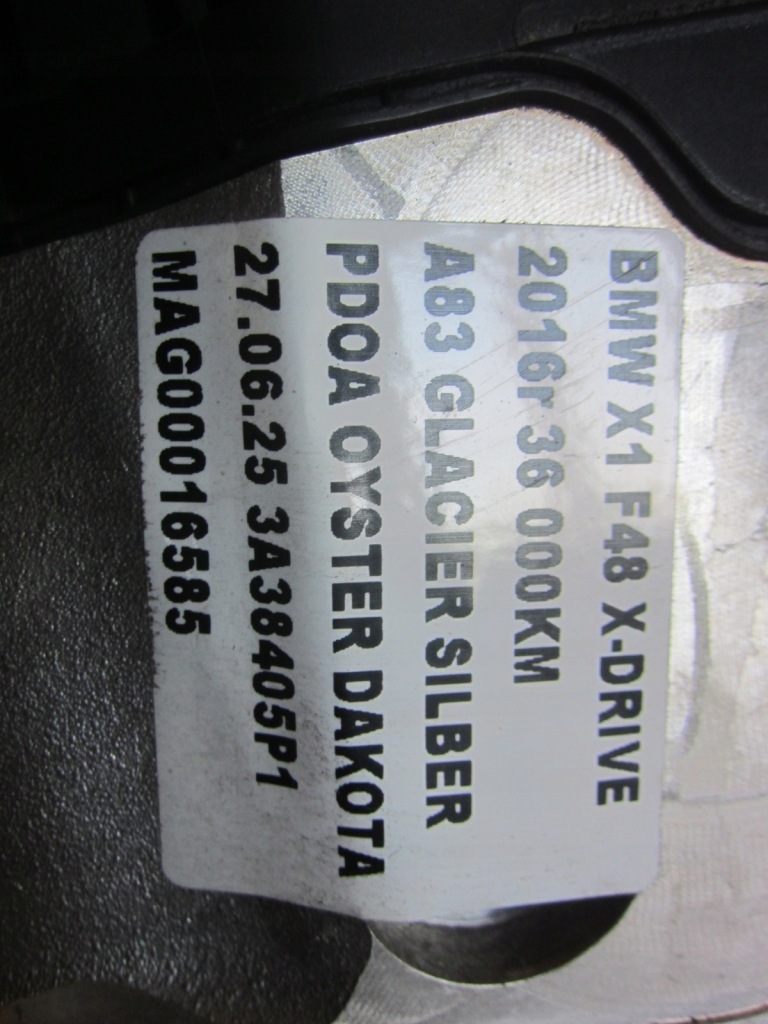 BMW X1 F48 X-DRIVE
2016r 36 000KM
A83 GLACIER SILBER
PDOA OYSTER DAKOTA
27.06.25 3A38405P1
MAG00016585